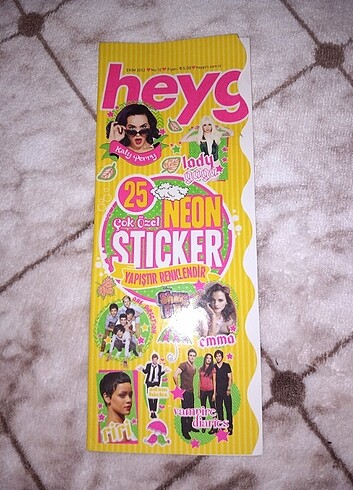 heyg
Katy Perry
lady
gaga
25
Çok Özel
NEON
STICKER
YAPIŞTIR RENKLENDİR
emma
riri
vampire
diaries